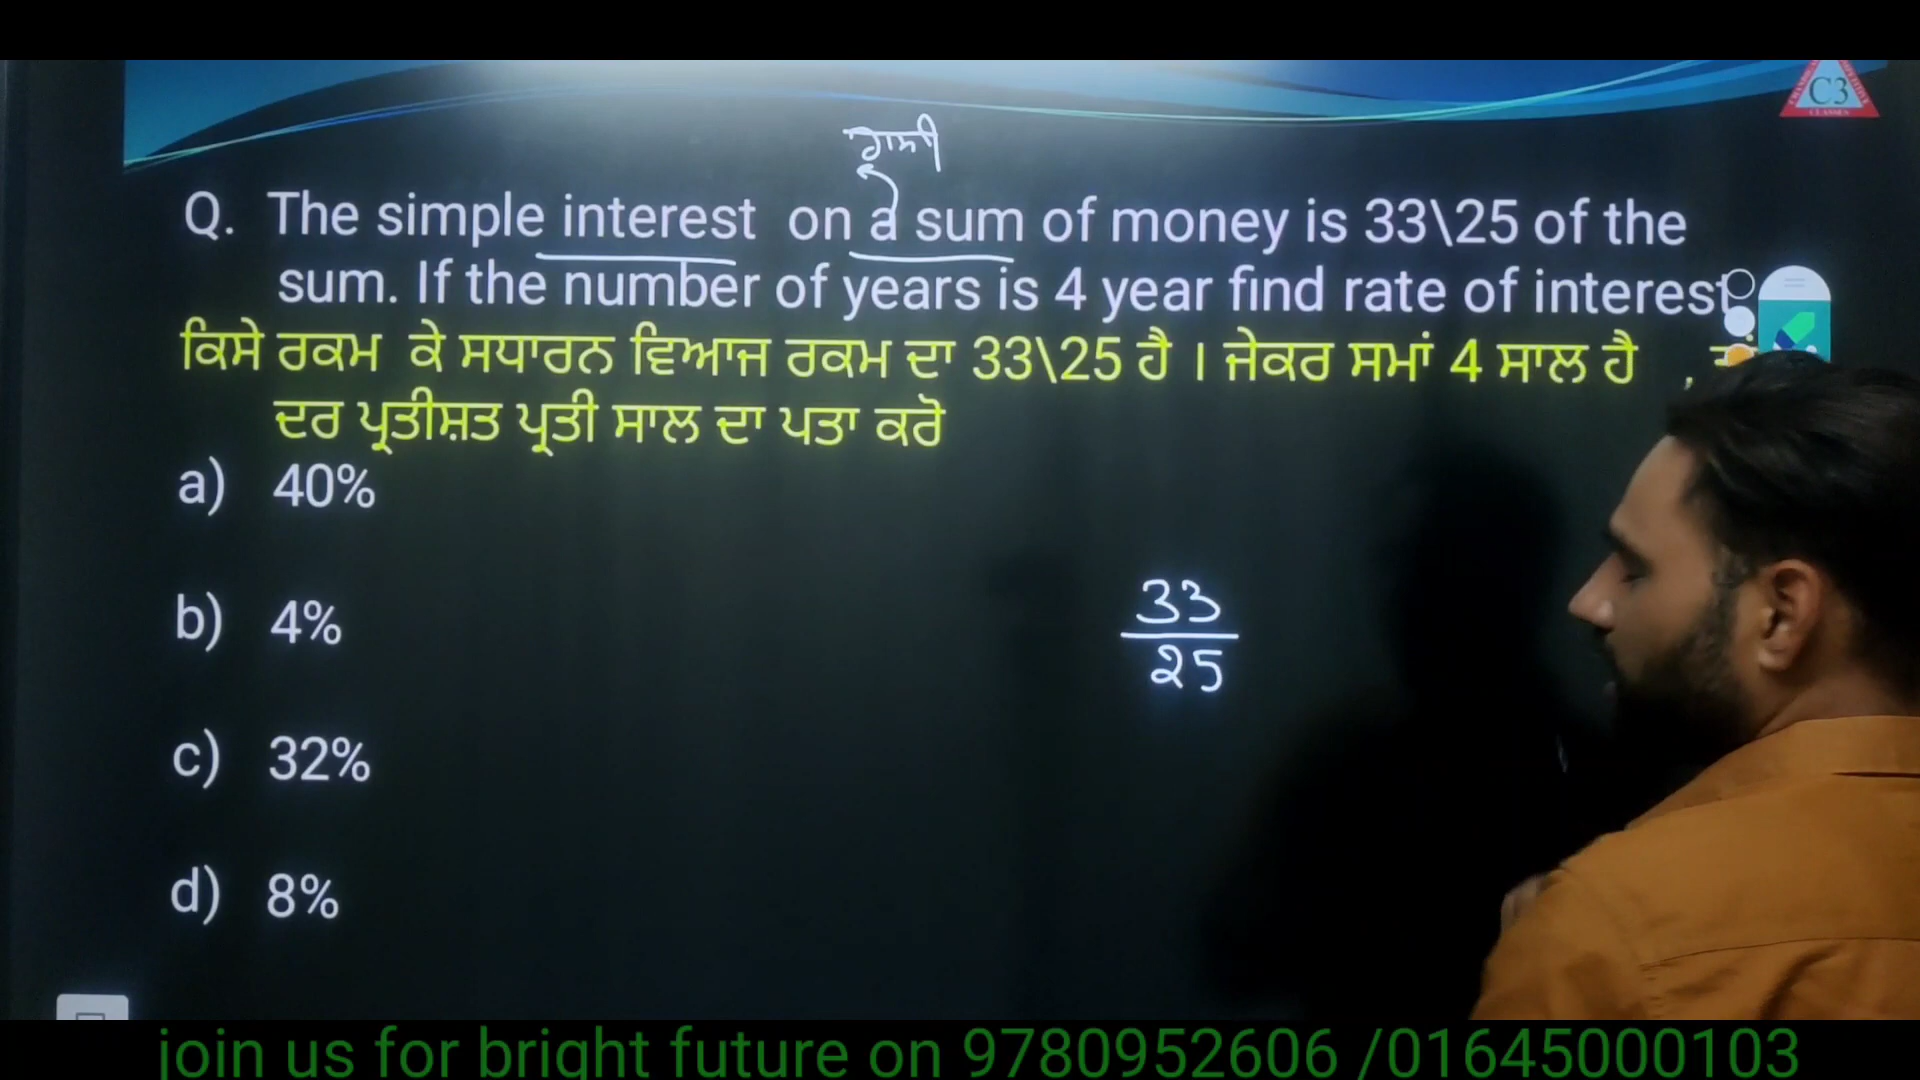 C3
CLASSES
ਰਾਸ਼ੀ
Q. The simple interest on a sum of money is 33\25 of the
sum. If the number of years is 4 year find rate of interest
ਕਿਸੇ ਰਕਮ ਕੇ ਸਧਾਰਨ ਵਿਆਜ ਰਕਮ ਦਾ 33\25 ਹੈ । ਜੇਕਰ ਸਮਾਂ 4 ਸਾਲ ਹੈ ,
ਦਰ ਪ੍ਰਤੀਸ਼ਤ ਪ੍ਰਤੀ ਸਾਲ ਦਾ ਪਤਾ ਕਰੋ
a) 40%
b) 4%
c) 32%
d) 8%
33
25
join us for bright future on 9780952606 /01645000103